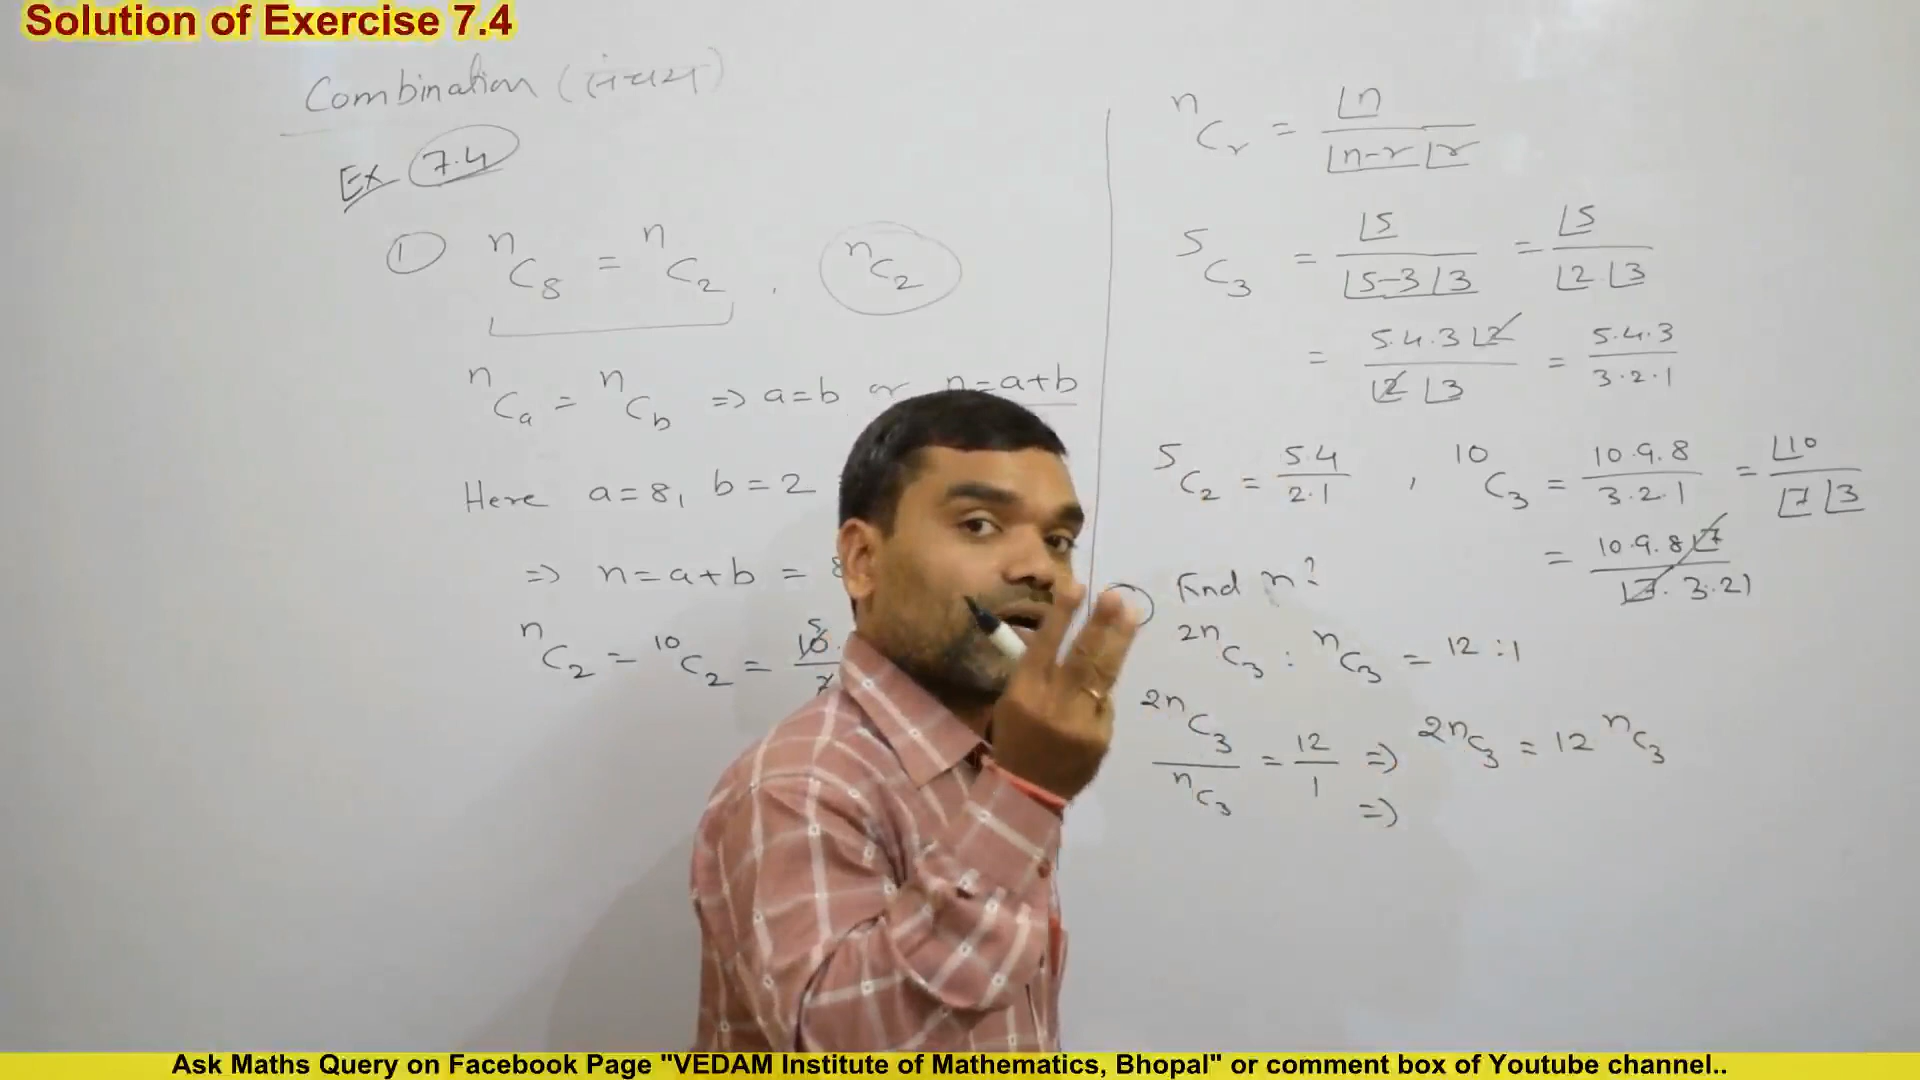 Solution of Exercise 7.4
Combination (संचय)
Ex 7.4
① ⁿC₈ = ⁿC₂ , ⁿC₂
ⁿCₐ = ⁿC_b ⇒ a=b or n=a+b
Here a=8, b=2
⇒ n=a+b = 8
ⁿC₂ = ¹⁰C₂ =
ⁿCᵣ = ⌊n / ⌊n-r ⌊r
⁵C₃ = ⌊5 / ⌊5-3 ⌊3 = ⌊5 / ⌊2 . ⌊3
= 5.4.3 ⌊2 / ⌊2 ⌊3 = 5.4.3 / 3.2.1
⁵C₂ = 5.4 / 2.1 , ¹⁰C₃ = 10.9.8 / 3.2.1 = ⌊10 / ⌊7 ⌊3
= 10.9.8 ⌊7 / ⌊7 . 3.21
Find n?
²ⁿC₃ : ⁿC₃ = 12 : 1
²ⁿC₃ / ⁿC₃ = 12 / 1 ⇒ ²ⁿC₃ = 12 ⁿC₃
⇒
Ask Maths Query on Facebook Page "VEDAM Institute of Mathematics, Bhopal" or comment box of Youtube channel..